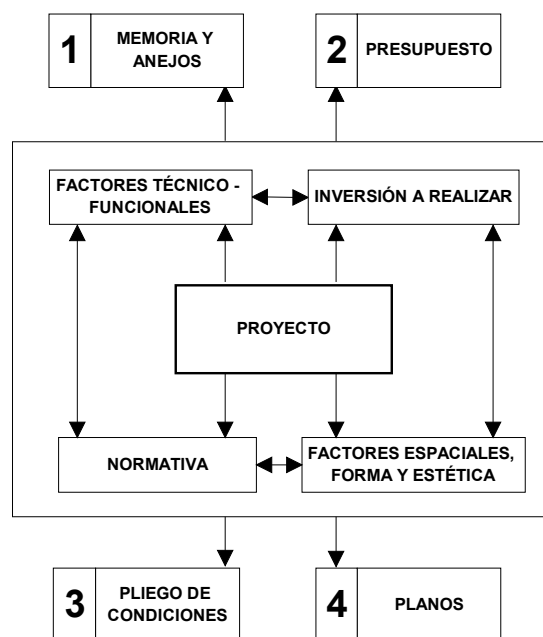 1
MEMORIA Y
ANEJOS
2
PRESUPUESTO
FACTORES TÉCNICO -
FUNCIONALES
INVERSIÓN A REALIZAR
PROYECTO
NORMATIVA
FACTORES ESPACIALES,
FORMA Y ESTÉTICA
3
PLIEGO DE
CONDICIONES
4
PLANOS